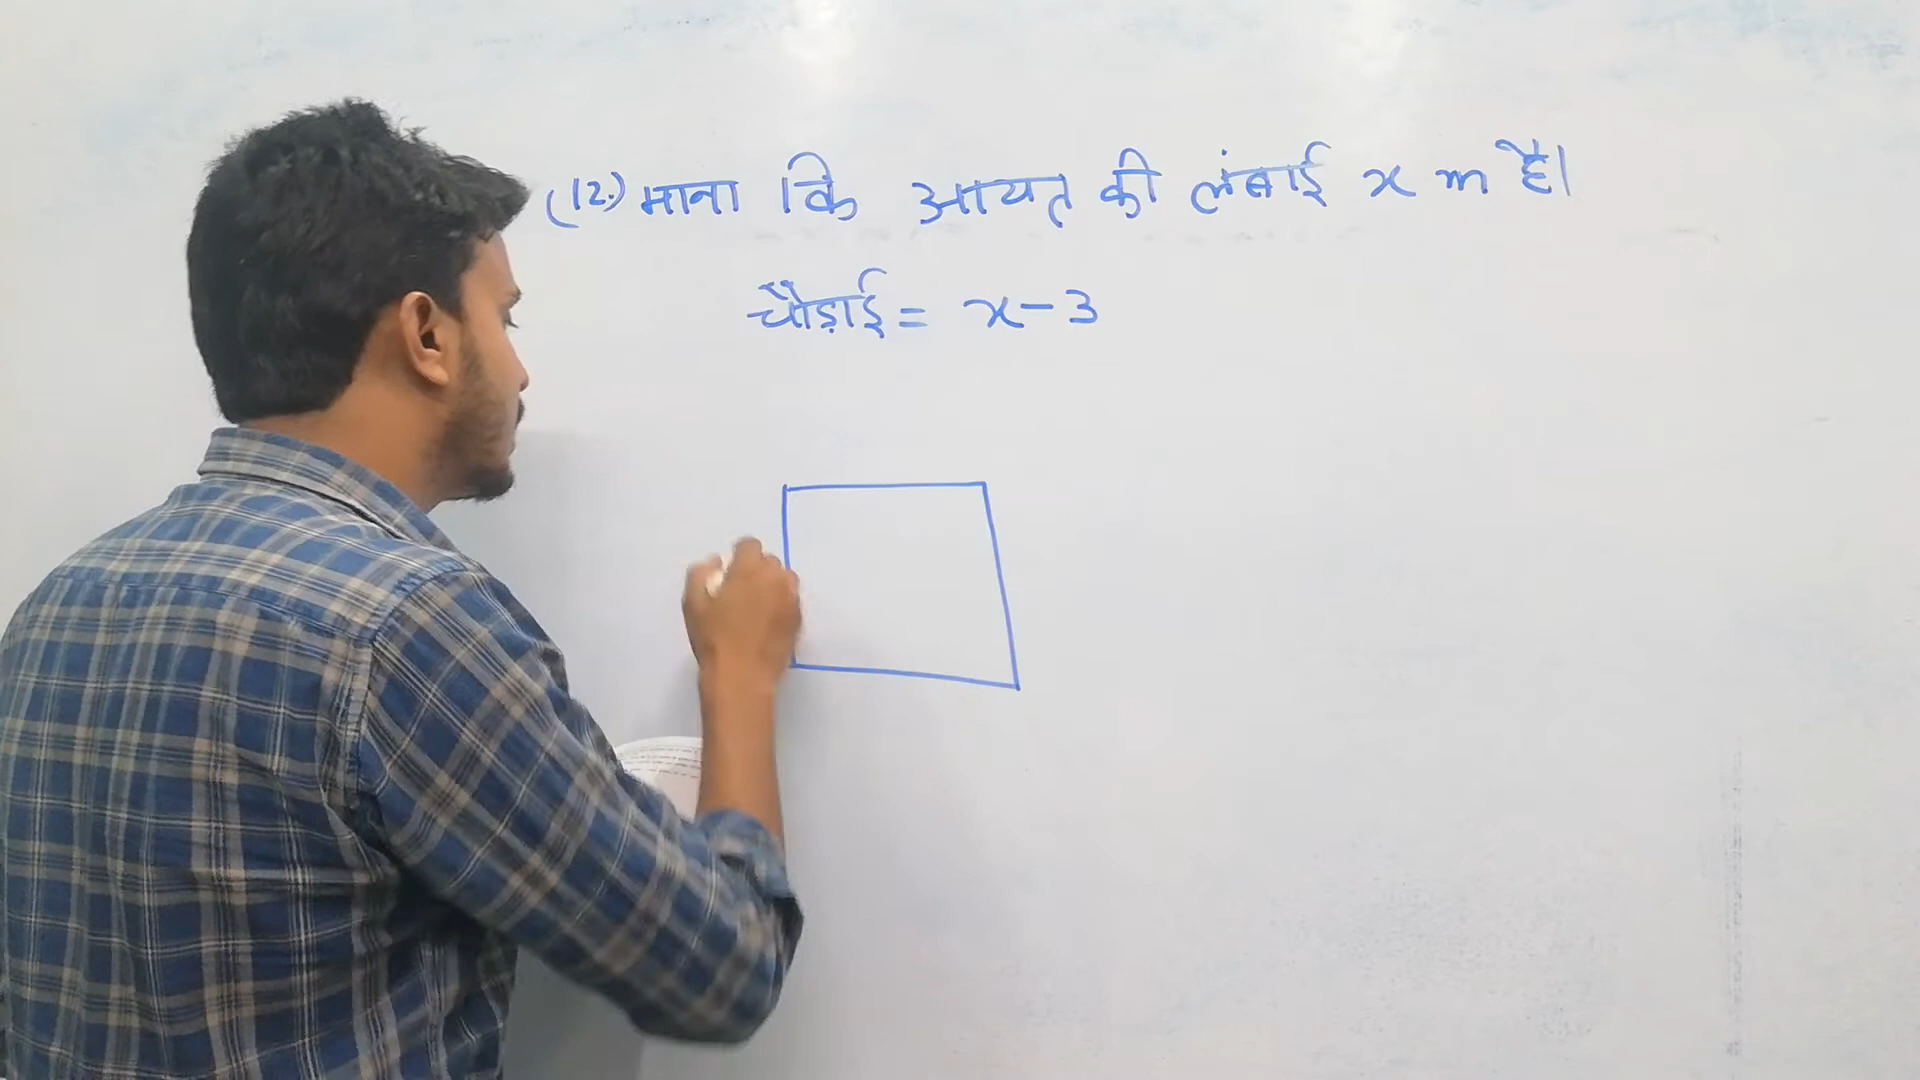 (12.) माना कि आयत की लंबाई x m है।
चौड़ाई = x - 3